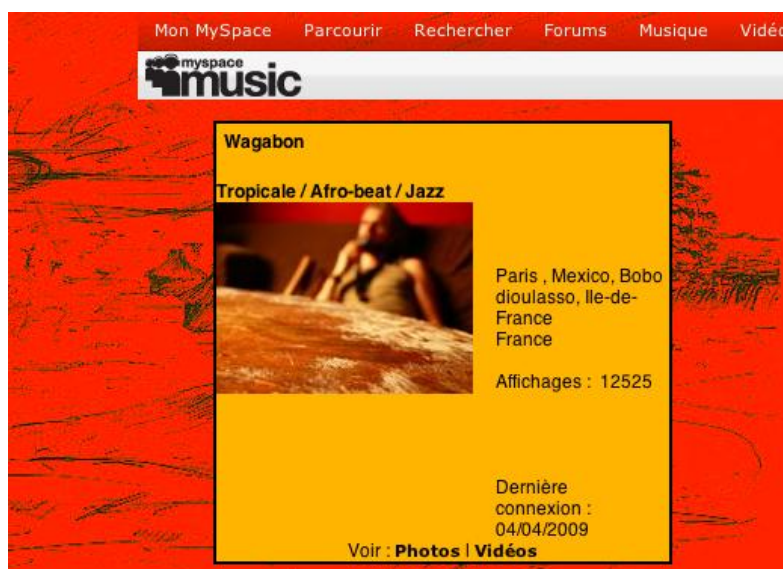 Mon MySpace Parcourir Rechercher Forums Musique
myspace
music
Wagabon
Tropicale / Afro-beat / Jazz
Paris , Mexico, Bobo
dioulasso, Ile-de-
France
France
Affichages : 12525
Dernière
connexion :
04/04/2009
Voir : Photos | Vidéos